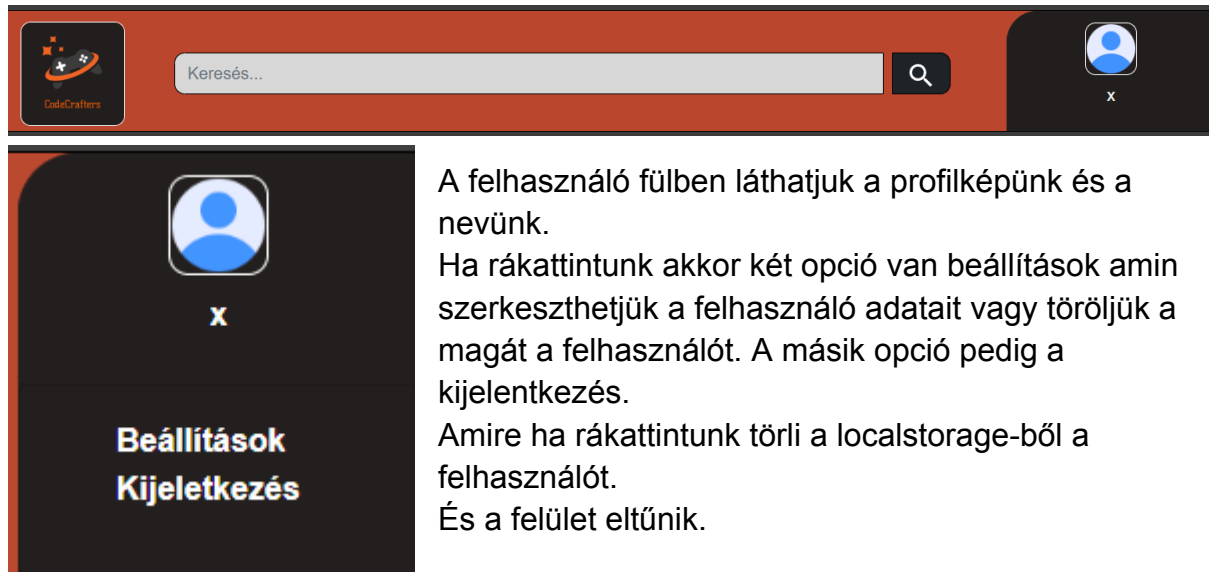 CodeCrafters
Keresés...
x
x
Beállítások
Kijeletkezés
A felhasználó fülben láthatjuk a profilképünk és a
nevünk.
Ha rákattintunk akkor két opció van beállítások amin
szerkeszthetjük a felhasználó adatait vagy töröljük a
magát a felhasználót. A másik opció pedig a
kijelentkezés.
Amire ha rákattintunk törli a localstorage-ből a
felhasználót.
És a felület eltűnik.